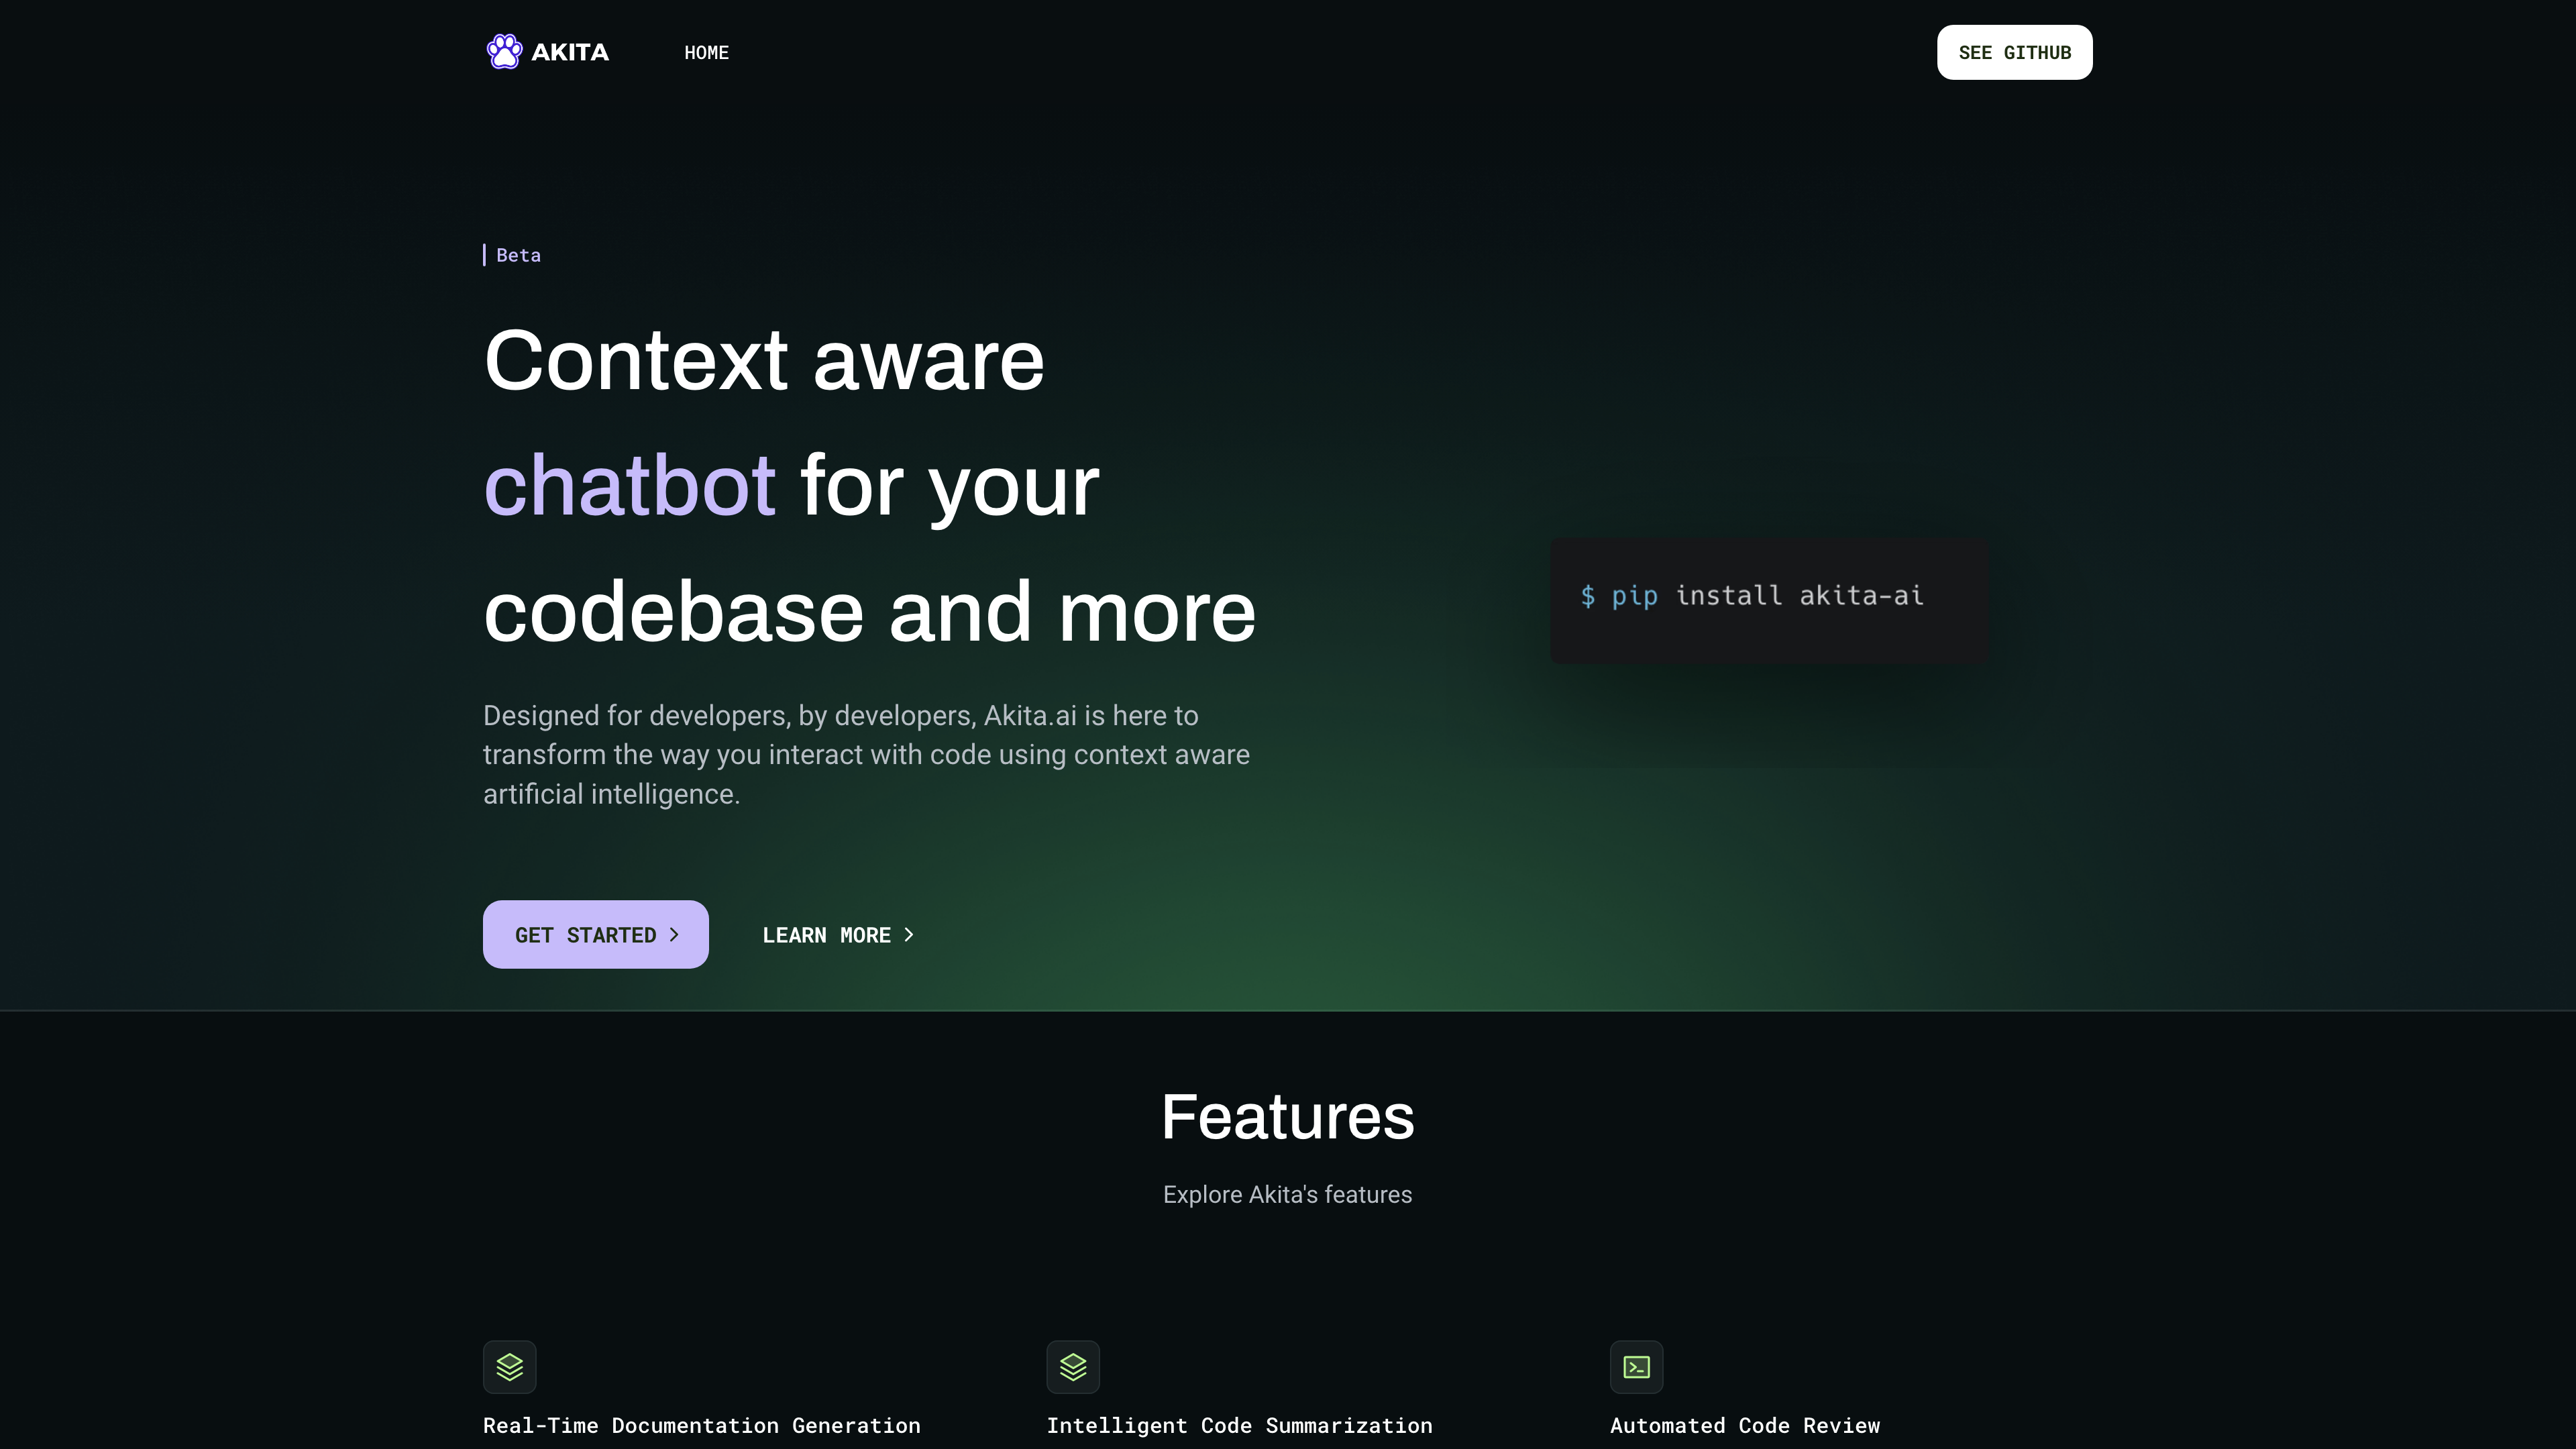 AKITA
HOME
SEE GITHUB
Beta
Context aware
chatbot for your
codebase and more
Designed for developers, by developers, Akita.ai is here to
transform the way you interact with code using context aware
artificial intelligence.
GET STARTED
LEARN MORE
$ pip install akita-ai
Features
Explore Akita's features
Real-Time Documentation Generation
Intelligent Code Summarization
Automated Code Review